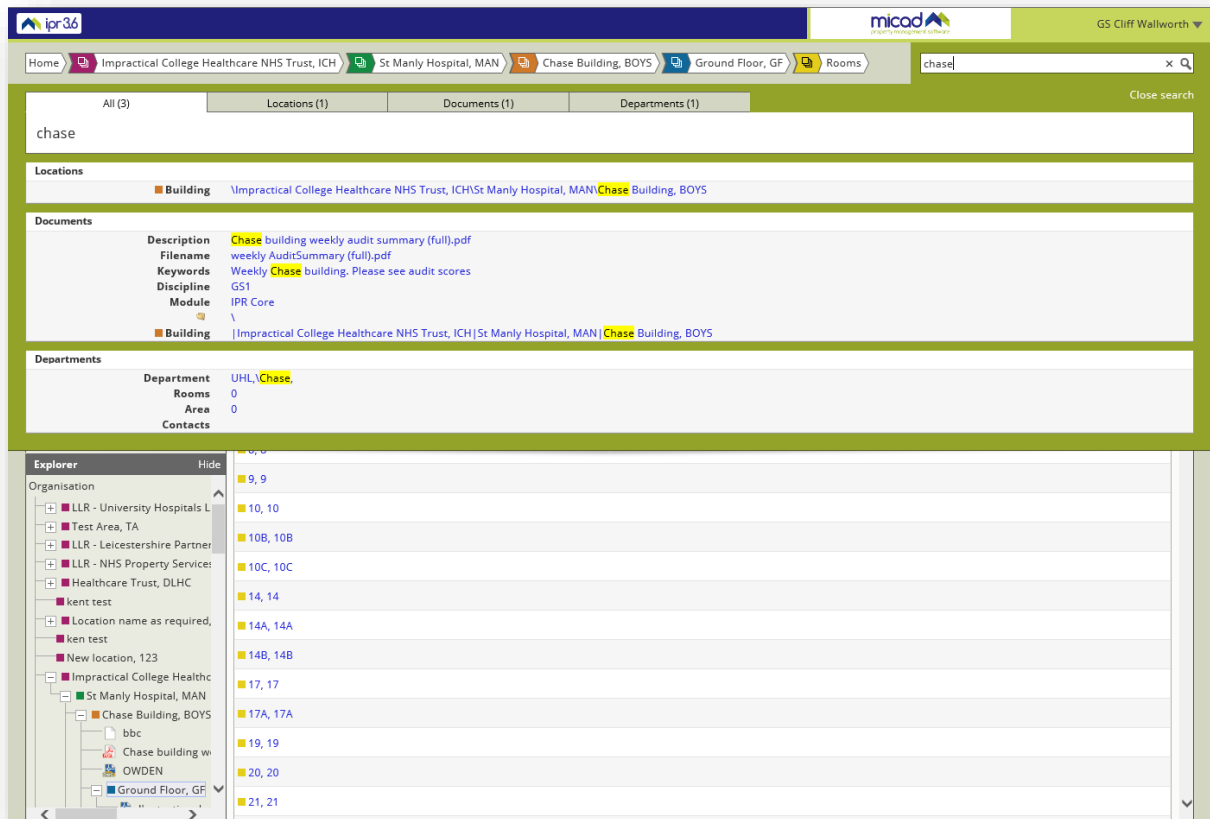 ipr 3.6
micad
property management software
GS Cliff Wallworth
Home Impractical College Healthcare NHS Trust, ICH St Manly Hospital, MAN Chase Building, BOYS Ground Floor, GF Rooms
chase
Close search
All (3) Locations (1) Documents (1) Departments (1)
chase
Locations
Building \Impractical College Healthcare NHS Trust, ICH\St Manly Hospital, MAN\Chase Building, BOYS
Documents
Description Chase building weekly audit summary (full).pdf
Filename weekly AuditSummary (full).pdf
Keywords Weekly Chase building. Please see audit scores
Discipline GS1
Module IPR Core
\
Building |Impractical College Healthcare NHS Trust, ICH|St Manly Hospital, MAN|Chase Building, BOYS
Departments
Department UHL,\Chase,
Rooms 0
Area 0
Contacts
Explorer Hide
Organisation
LLR - University Hospitals L
Test Area, TA
LLR - Leicestershire Partner
LLR - NHS Property Services
Healthcare Trust, DLHC
kent test
Location name as required,
ken test
New location, 123
Impractical College Healthc
St Manly Hospital, MAN
Chase Building, BOYS
bbc
Chase building we
OWDEN
Ground Floor, GF
9, 9
10, 10
10B, 10B
10C, 10C
14, 14
14A, 14A
14B, 14B
17, 17
17A, 17A
19, 19
20, 20
21, 21